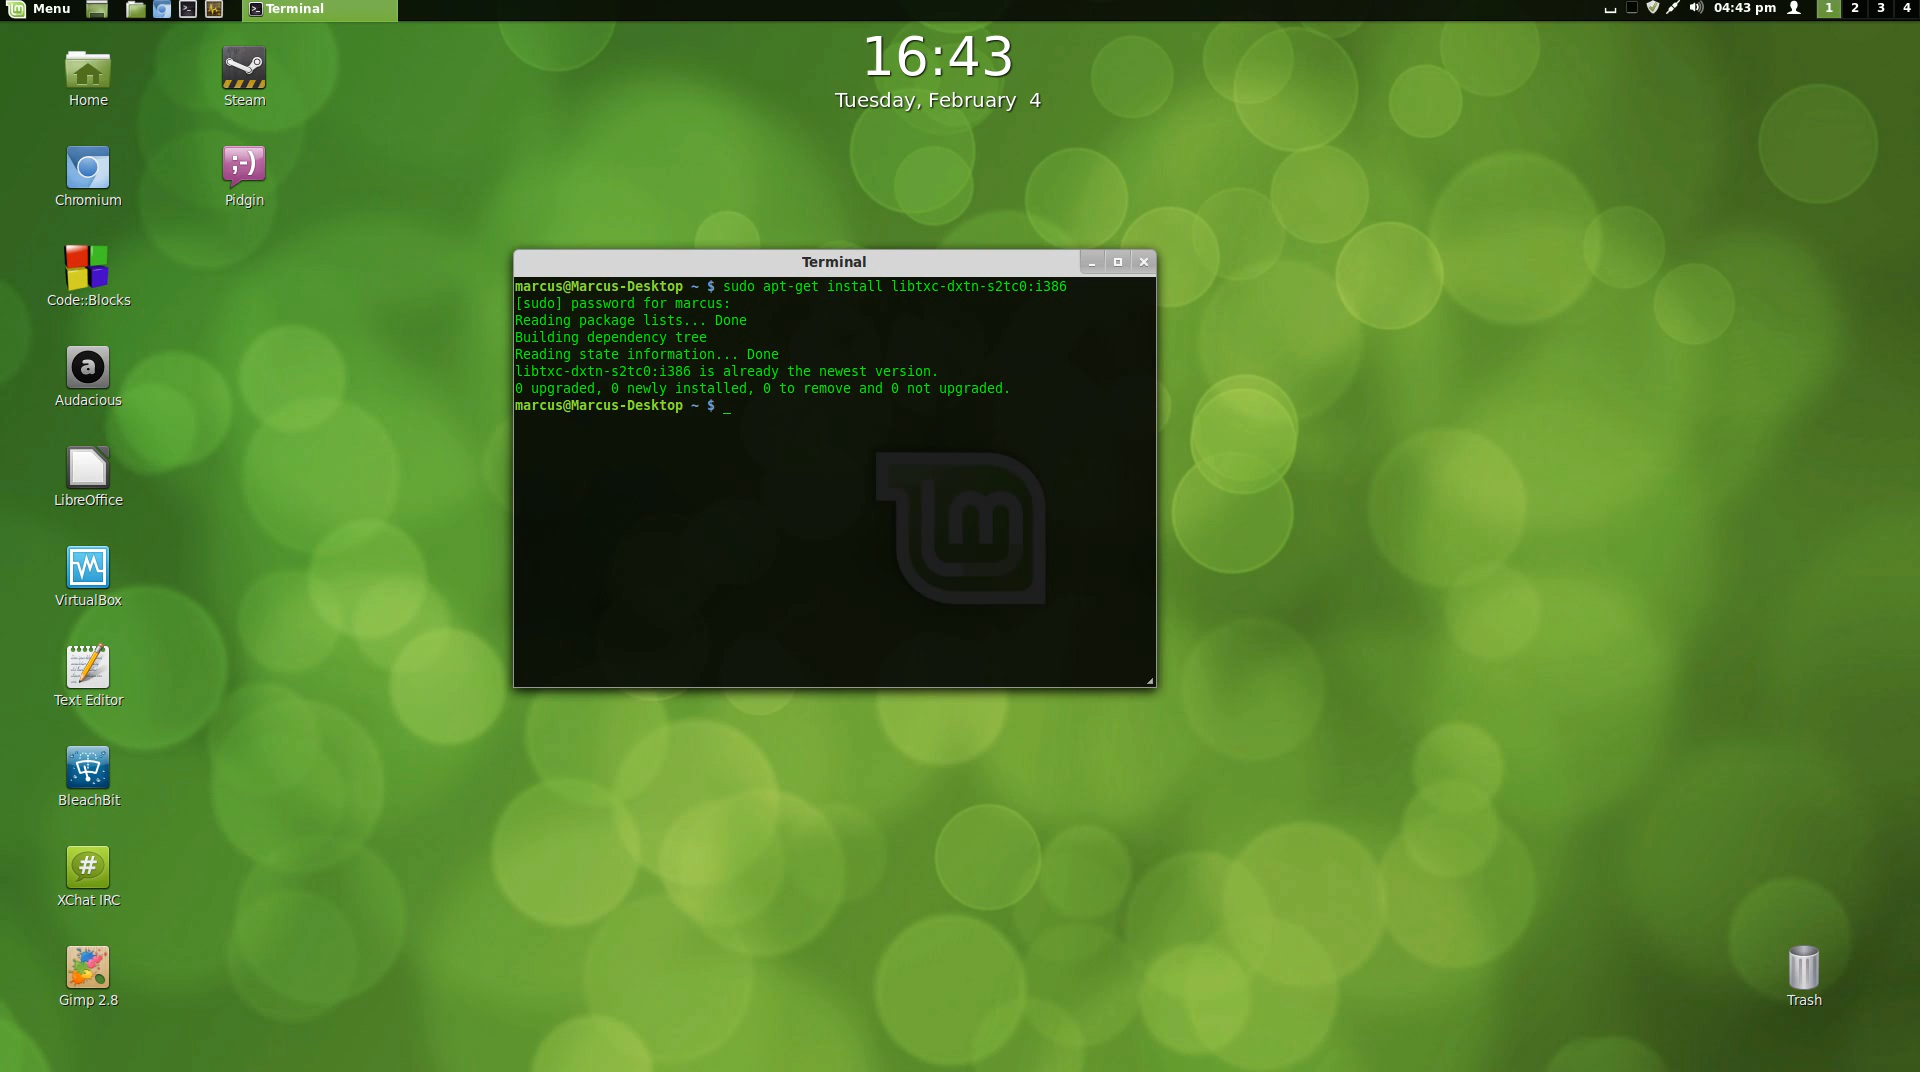 Menu
Terminal
04:43 pm
1 2 3 4
16:43
Tuesday, February 4
Home
Steam
Chromium
;-)
Pidgin
Code::Blocks
a
Audacious
LibreOffice
VirtualBox
Text Editor
BleachBit
#
XChat IRC
Gimp 2.8
Trash
Terminal
marcus@Marcus-Desktop ~ $ sudo apt-get install libtxc-dxtn-s2tc0:i386
[sudo] password for marcus:
Reading package lists... Done
Building dependency tree
Reading state information... Done
libtxc-dxtn-s2tc0:i386 is already the newest version.
0 upgraded, 0 newly installed, 0 to remove and 0 not upgraded.
marcus@Marcus-Desktop ~ $ _